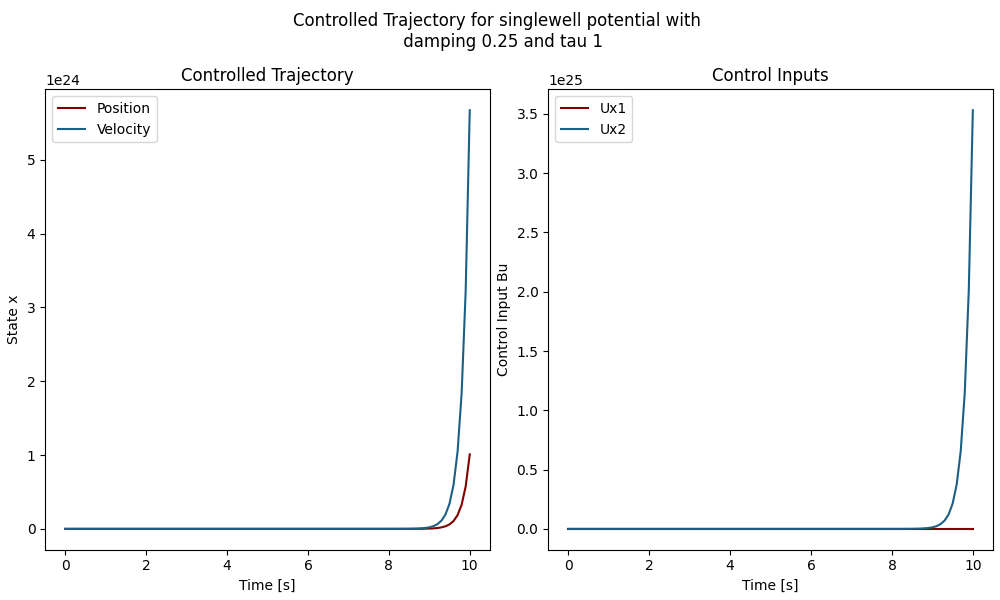 Controlled Trajectory for singlewell potential with
damping 0.25 and tau 1
Controlled Trajectory
1e24
Position
Velocity
5
4
3
2
1
0
State x
0 2 4 6 8 10
Time [s]
Control Inputs
1e25
Ux1
Ux2
3.5
3.0
2.5
2.0
1.5
1.0
0.5
0.0
Control Input Bu
0 2 4 6 8 10
Time [s]